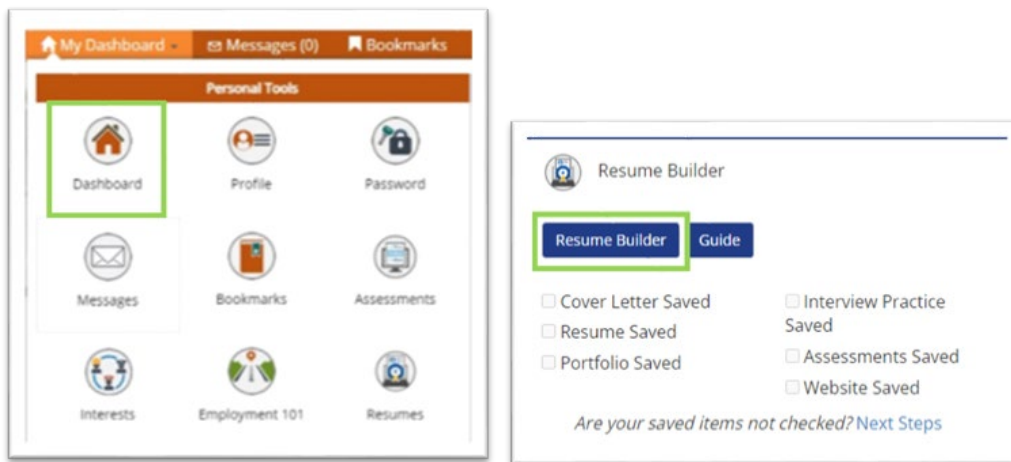 My Dashboard Messages (0) Bookmarks
Personal Tools
Dashboard Profile Password
Messages Bookmarks Assessments
Interests Employment 101 Resumes
Resume Builder
Resume Builder Guide
Cover Letter Saved
Resume Saved
Portfolio Saved
Interview Practice
Saved
Assessments Saved
Website Saved
Are your saved items not checked? Next Steps